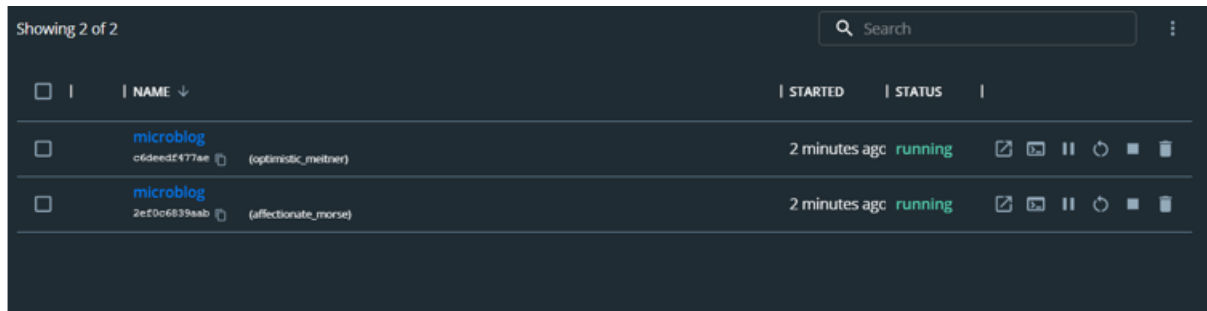 Showing 2 of 2
Search
NAME
STARTED
STATUS
microblog
2 minutes ago running
c6deedf477ae (optimistic_meitner)
microblog
2 minutes ago running
2ef0c6839aab (affectionate_morse)